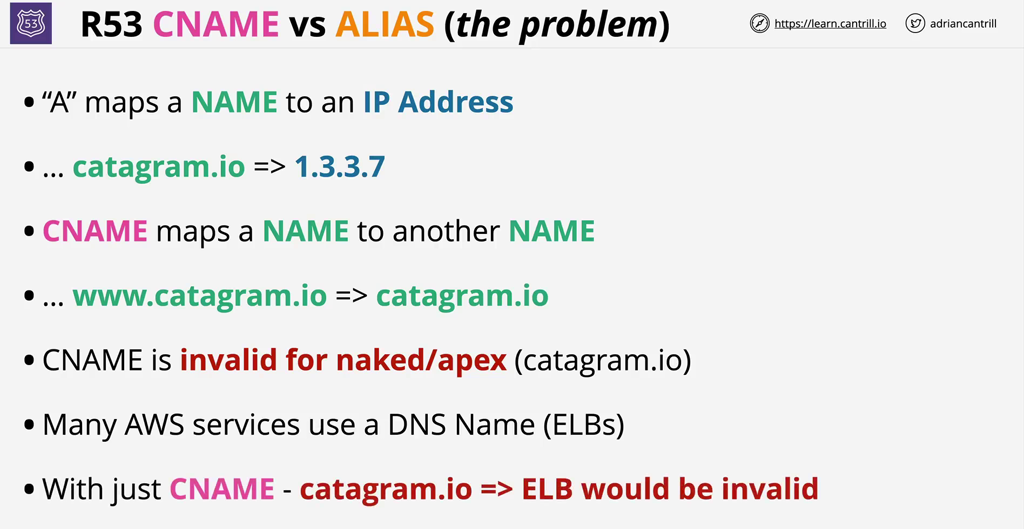 53
R53 CNAME vs ALIAS (the problem)
https://learn.cantrill.io
adriancantrill
• “A” maps a NAME to an IP Address
• ... catagram.io => 1.3.3.7
• CNAME maps a NAME to another NAME
• ... www.catagram.io => catagram.io
• CNAME is invalid for naked/apex (catagram.io)
• Many AWS services use a DNS Name (ELBs)
• With just CNAME - catagram.io => ELB would be invalid